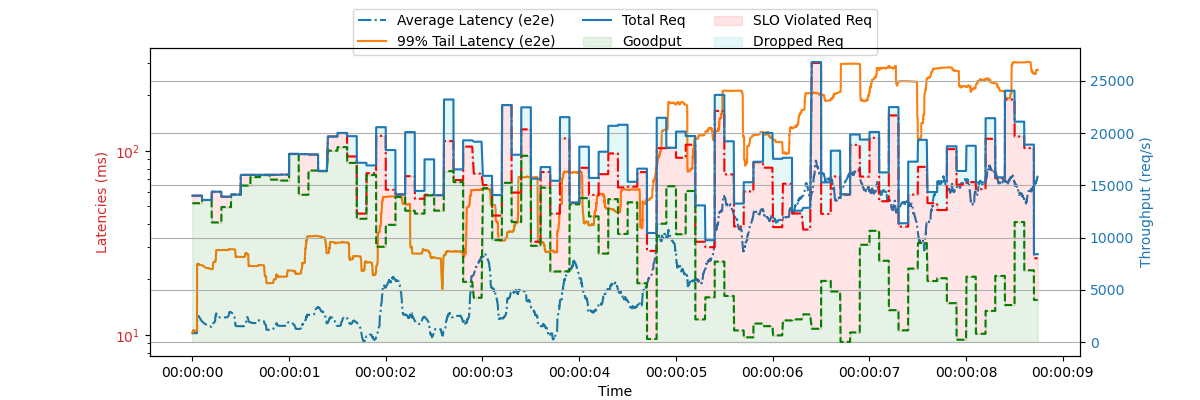 Average Latency (e2e) Total Req SLO Violated Req
99% Tail Latency (e2e) Goodput Dropped Req
Latencies (ms)
10²
10¹
25000
20000
15000
10000
5000
0
Throughput (req/s)
00:00:00 00:00:01 00:00:02 00:00:03 00:00:04 00:00:05 00:00:06 00:00:07 00:00:08 00:00:09
Time